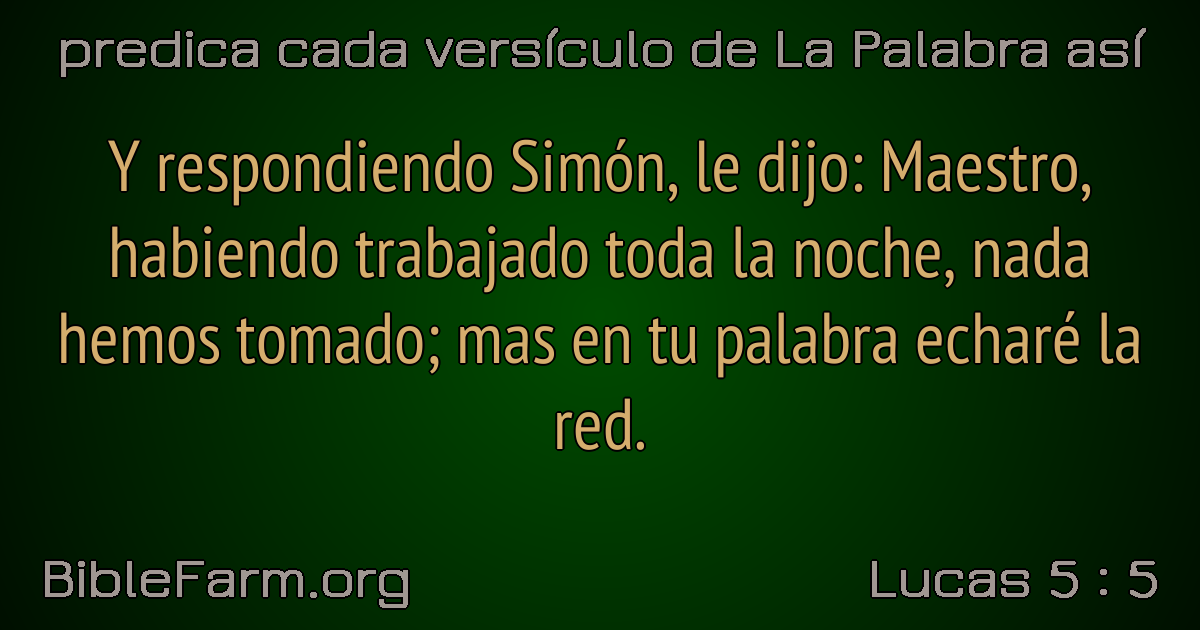 predica cada versículo de La Palabra así
Y respondiendo Simón, le dijo: Maestro,
habiendo trabajado toda la noche, nada
hemos tomado; mas en tu palabra echaré la
red.
BibleFarm.org
Lucas 5 : 5